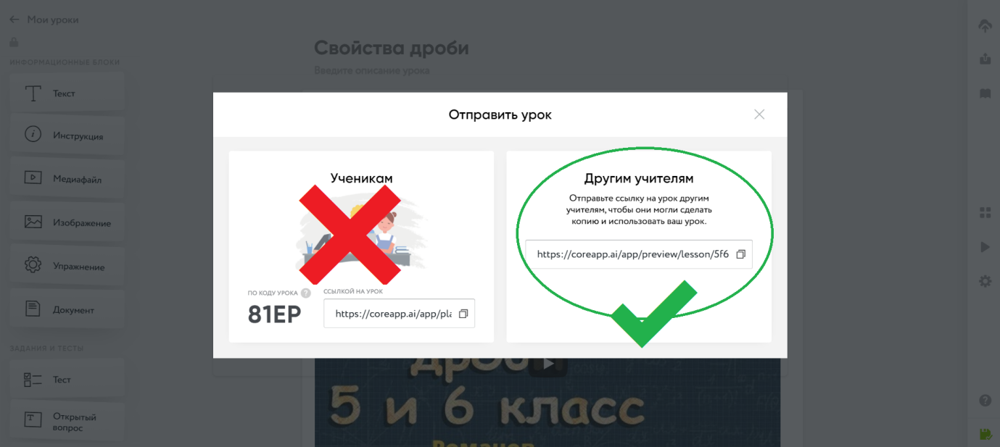 Мои уроки
ИНФОРМАЦИОННЫЕ БЛОКИ
Текст
Инструкция
Медиафайл
Изображение
Упражнение
Документ
ЗАДАНИЯ И ТЕСТЫ
Тест
Открытый
вопрос
Свойства дроби
Введите описание урока
Отправить урок
Ученикам
ПО КОДУ УРОКА ?
81EP
ССЫЛКОЙ НА УРОК
https://coreapp.ai/app/pla
Другим учителям
Отправьте ссылку на урок другим
учителям, чтобы они могли сделать
копию и использовать ваш урок.
https://coreapp.ai/app/preview/lesson/5f6
дроби
5 и 6 класс
Романов